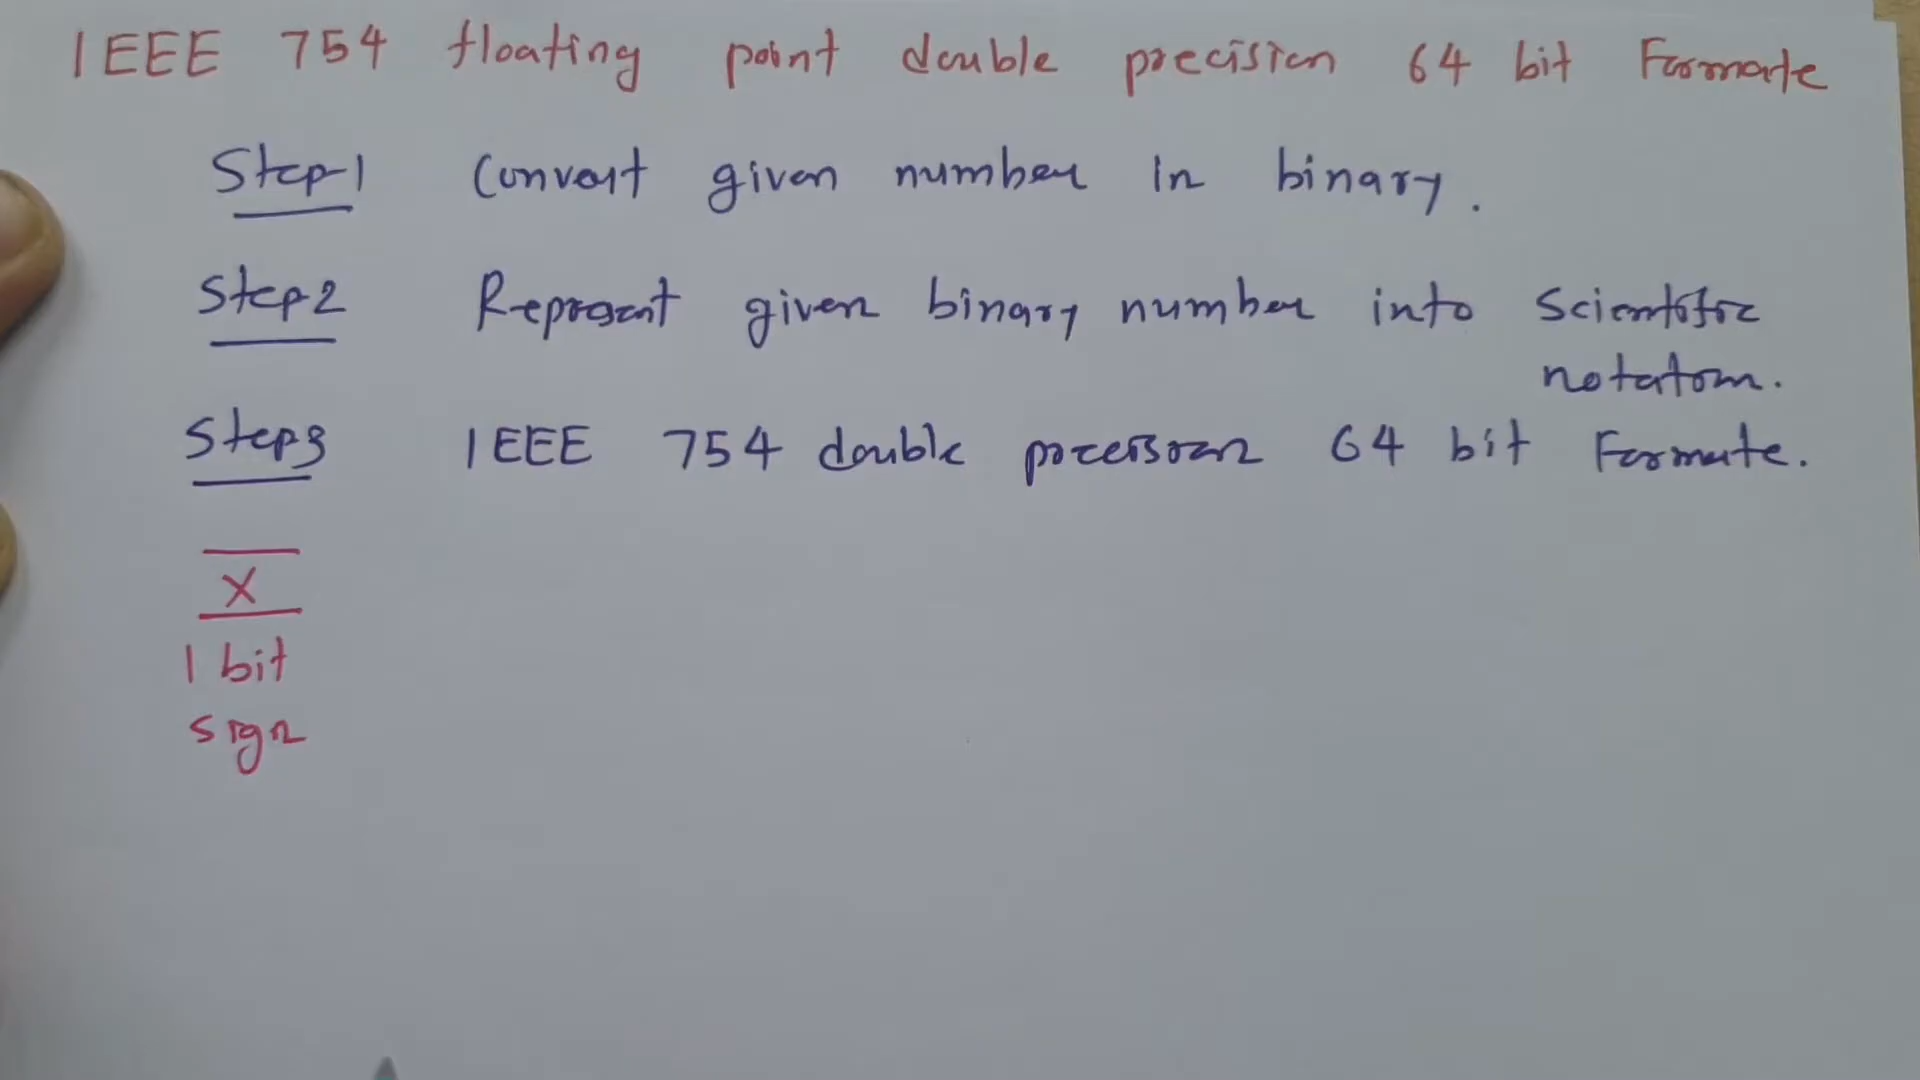 IEEE 754 floating point double precision 64 bit Formate
Step-1 Convert given number in binary.
Step2 Represent given binary number into Scientific
notation.
Step3 IEEE 754 double precision 64 bit Formate.
X
1 bit
sign